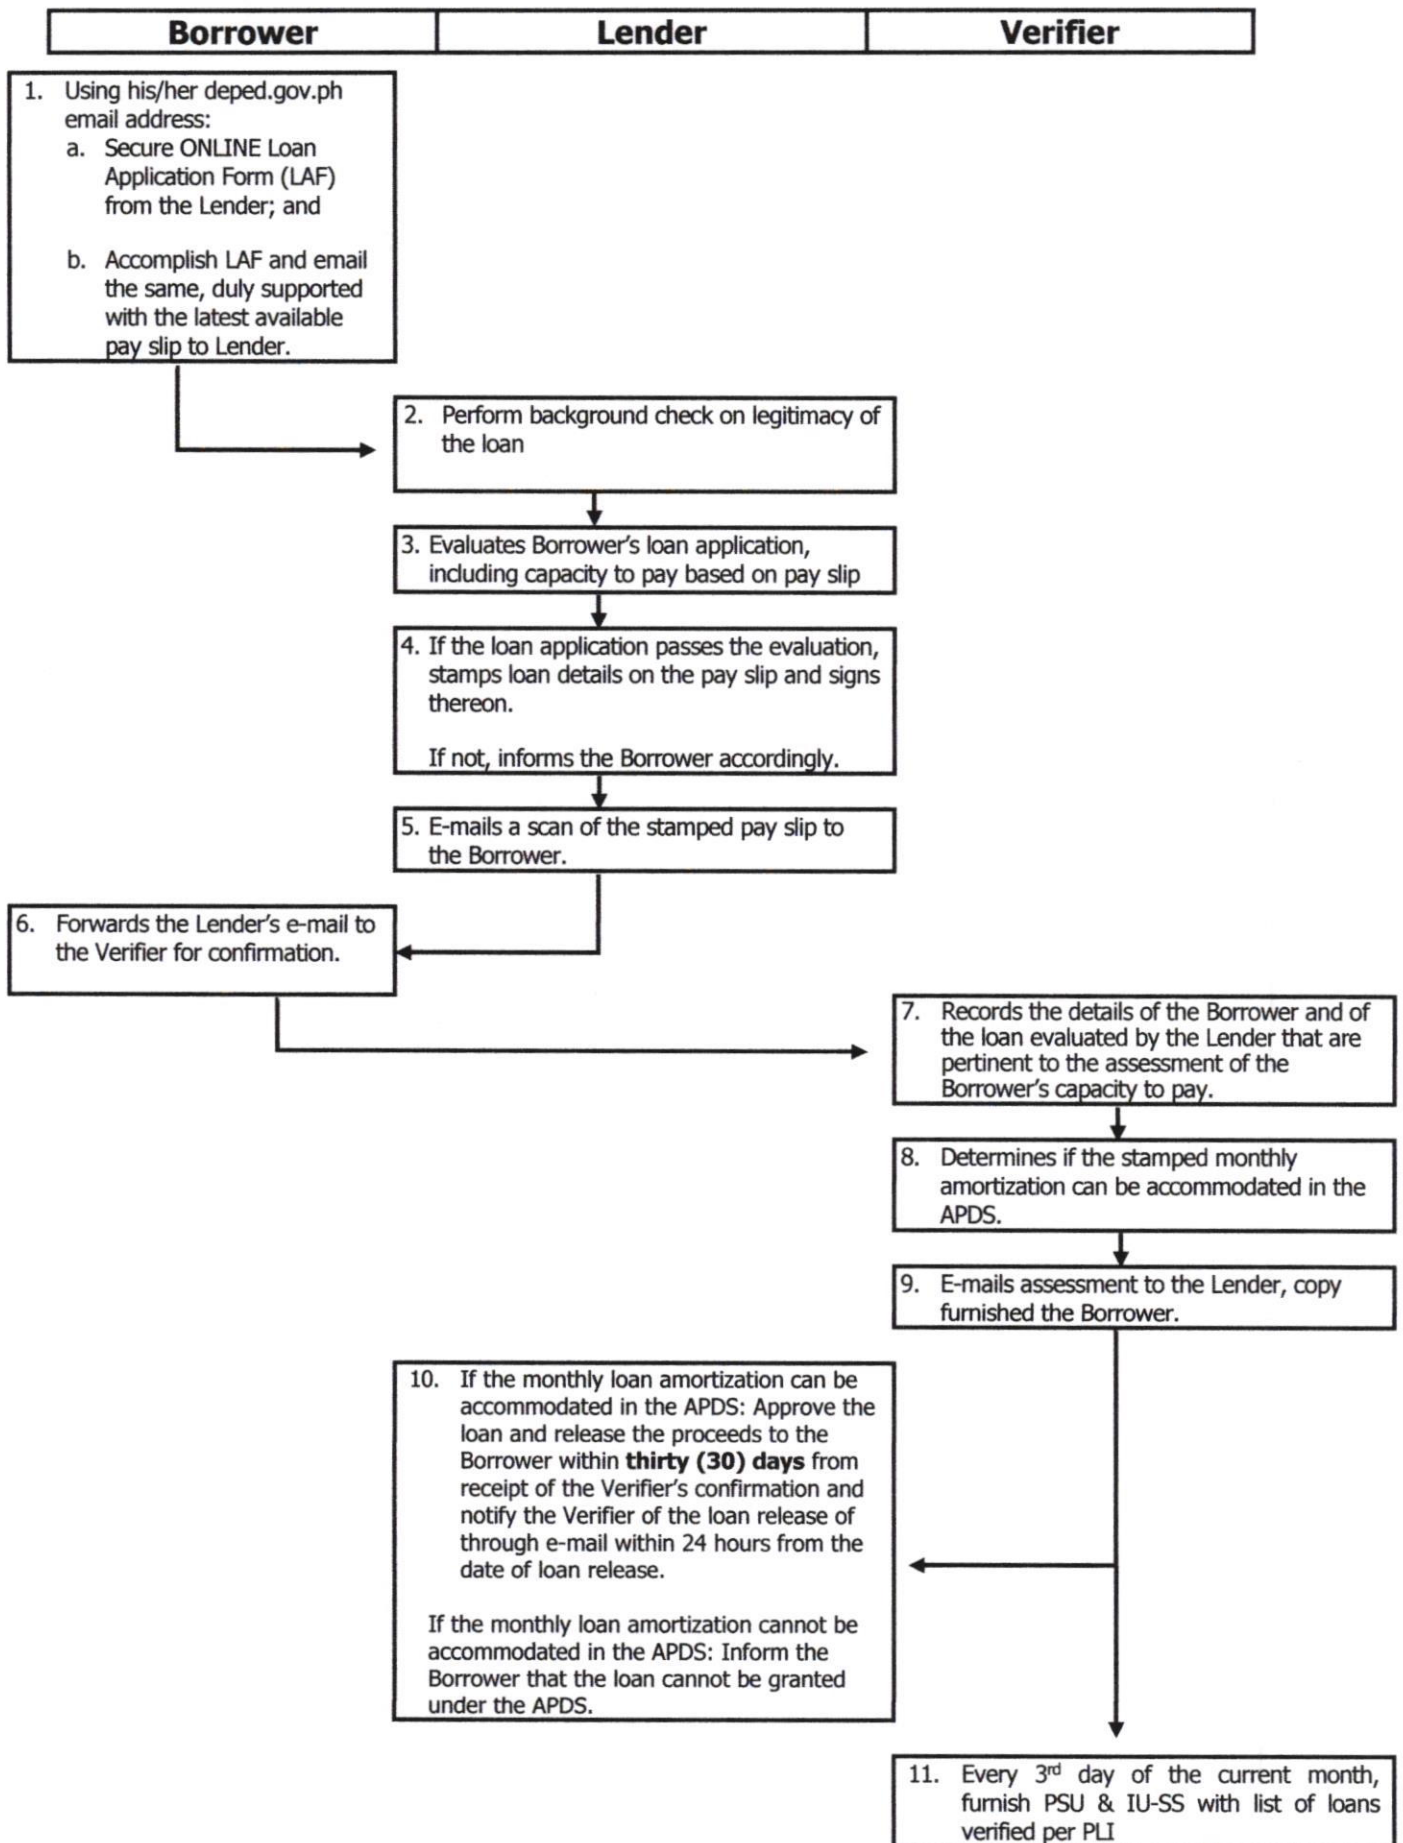 Borrower Lender Verifier
1. Using his/her deped.gov.ph
email address:
a. Secure ONLINE Loan
Application Form (LAF)
from the Lender; and
b. Accomplish LAF and email
the same, duly supported
with the latest available
pay slip to Lender.
2. Perform background check on legitimacy of
the loan
3. Evaluates Borrower's loan application,
including capacity to pay based on pay slip
4. If the loan application passes the evaluation,
stamps loan details on the pay slip and signs
thereon.
If not, informs the Borrower accordingly.
5. E-mails a scan of the stamped pay slip to
the Borrower.
6. Forwards the Lender's e-mail to
the Verifier for confirmation.
7. Records the details of the Borrower and of
the loan evaluated by the Lender that are
pertinent to the assessment of the
Borrower's capacity to pay.
8. Determines if the stamped monthly
amortization can be accommodated in the
APDS.
9. E-mails assessment to the Lender, copy
furnished the Borrower.
10. If the monthly loan amortization can be
accommodated in the APDS: Approve the
loan and release the proceeds to the
Borrower within thirty (30) days from
receipt of the Verifier's confirmation and
notify the Verifier of the loan release of
through e-mail within 24 hours from the
date of loan release.
If the monthly loan amortization cannot be
accommodated in the APDS: Inform the
Borrower that the loan cannot be granted
under the APDS.
11. Every 3rd day of the current month,
furnish PSU & IU-SS with list of loans
verified per PLI